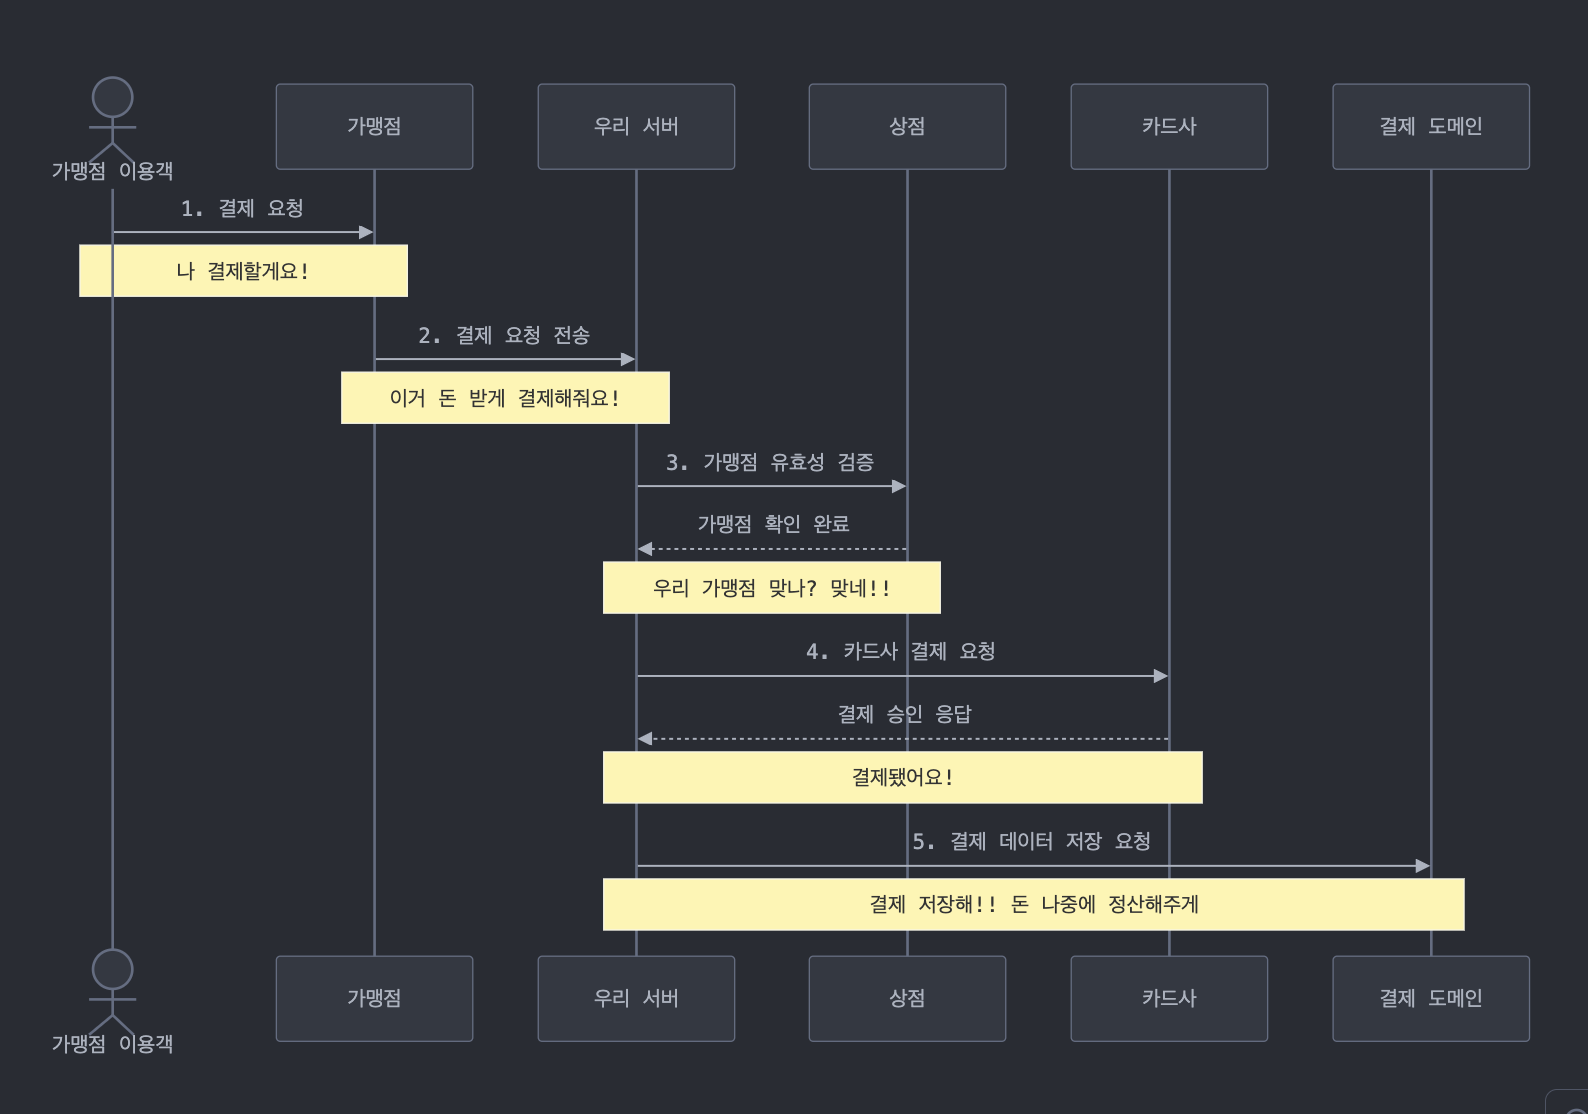 가맹점 이용객
가맹점
우리 서버
상점
카드사
결제 도메인
1. 결제 요청
나 결제할게요!
2. 결제 요청 전송
이거 돈 받게 결제해줘요!
3. 가맹점 유효성 검증
가맹점 확인 완료
우리 가맹점 맞나? 맞네!!
4. 카드사 결제 요청
결제 승인 응답
결제됐어요!
5. 결제 데이터 저장 요청
결제 저장해!! 돈 나중에 정산해주게
가맹점 이용객
가맹점
우리 서버
상점
카드사
결제 도메인